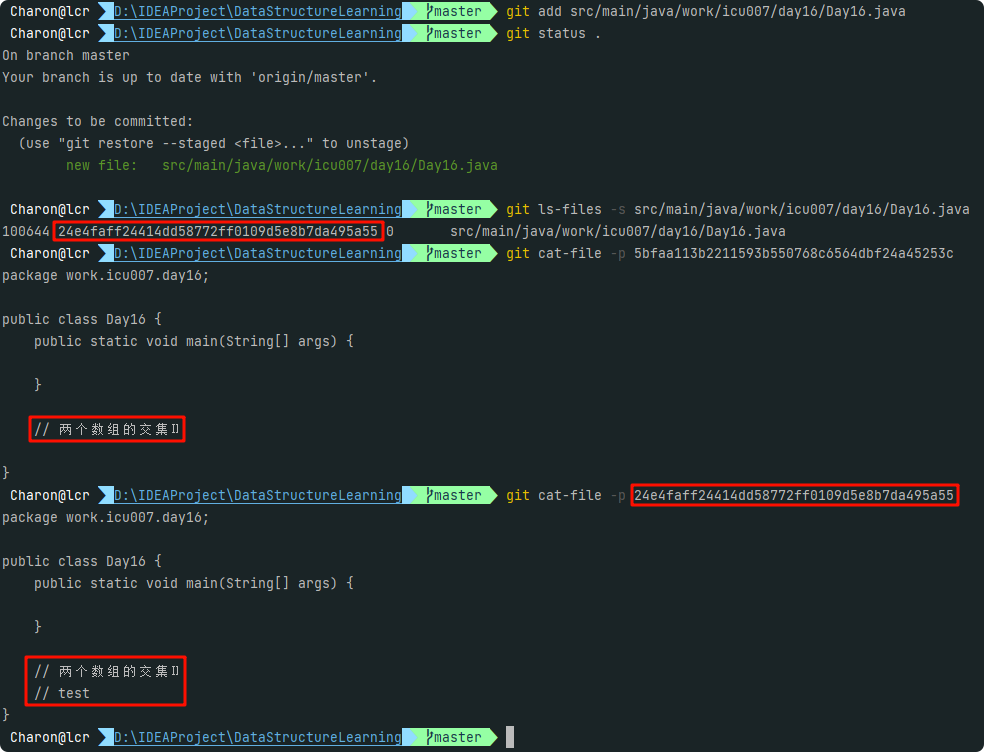 Charon@lcr D:\IDEAProject\DataStructureLearning master git add src/main/java/work/icu007/day16/Day16.java
Charon@lcr D:\IDEAProject\DataStructureLearning master git status .
On branch master
Your branch is up to date with 'origin/master'.
Changes to be committed:
(use "git restore --staged <file>..." to unstage)
new file:   src/main/java/work/icu007/day16/Day16.java
Charon@lcr D:\IDEAProject\DataStructureLearning master git ls-files -s src/main/java/work/icu007/day16/Day16.java
100644 24e4faff24414dd58772ff0109d5e8b7da495a55 0       src/main/java/work/icu007/day16/Day16.java
Charon@lcr D:\IDEAProject\DataStructureLearning master git cat-file -p 5bfaa113b2211593b550768c6564dbf24a45253c
package work.icu007.day16;
public class Day16 {
public static void main(String[] args) {
}
// 两个数组的交集Ⅱ
}
Charon@lcr D:\IDEAProject\DataStructureLearning master git cat-file -p 24e4faff24414dd58772ff0109d5e8b7da495a55
package work.icu007.day16;
public class Day16 {
public static void main(String[] args) {
}
// 两个数组的交集Ⅱ
// test
}
Charon@lcr D:\IDEAProject\DataStructureLearning master